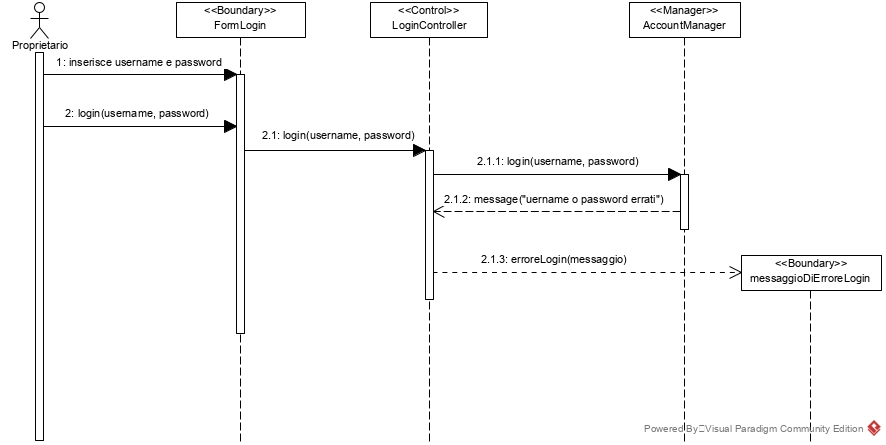 <<Boundary>>
FormLogin
<<Control>>
LoginController
<<Manager>>
AccountManager
Proprietario
1: inserisce username e password
2: login(username, password)
2.1: login(username, password)
2.1.1: login(username, password)
2.1.2: message("uername o password errati")
2.1.3: erroreLogin(messaggio)
<<Boundary>>
messaggioDiErroreLogin
Powered By Visual Paradigm Community Edition